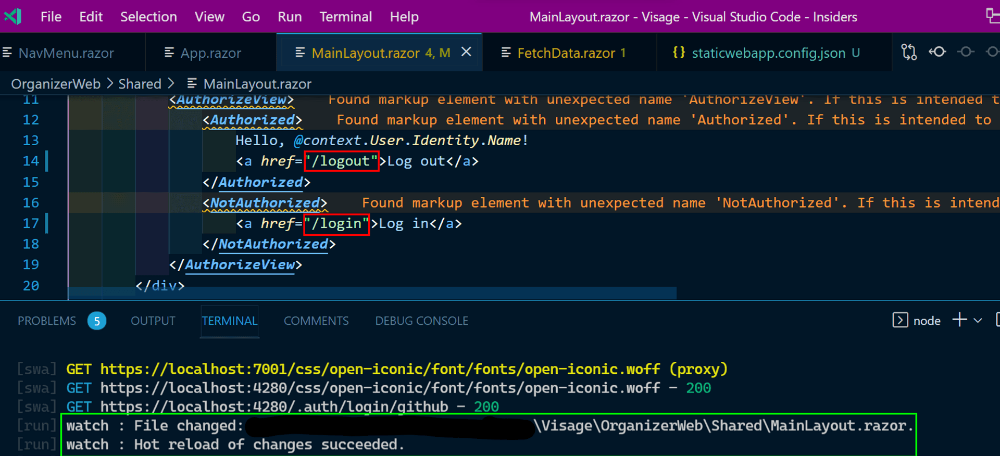 File Edit Selection View Go Run Terminal Help MainLayout.razor - Visage - Visual Studio Code - Insiders
NavMenu.razor App.razor MainLayout.razor 4, M FetchData.razor 1 {} staticwebapp.config.json U
OrganizerWeb > Shared > MainLayout.razor
11 <AuthorizeView> Found markup element with unexpected name 'AuthorizeView'. If this is intended t
12 <Authorized> Found markup element with unexpected name 'Authorized'. If this is intended to
13 Hello, @context.User.Identity.Name!
14 <a href="/logout">Log out</a>
15 </Authorized>
16 <NotAuthorized> Found markup element with unexpected name 'NotAuthorized'. If this is intend
17 <a href="/login">Log in</a>
18 </NotAuthorized>
19 </AuthorizeView>
20 </div>
PROBLEMS 5 OUTPUT TERMINAL COMMENTS DEBUG CONSOLE node
[swa] GET https://localhost:7001/css/open-iconic/font/fonts/open-iconic.woff (proxy)
[swa] GET https://localhost:4280/css/open-iconic/font/fonts/open-iconic.woff - 200
[swa] GET https://localhost:4280/.auth/login/github - 200
[run] watch : File changed: \Visage\OrganizerWeb\Shared\MainLayout.razor.
[run] watch : Hot reload of changes succeeded.